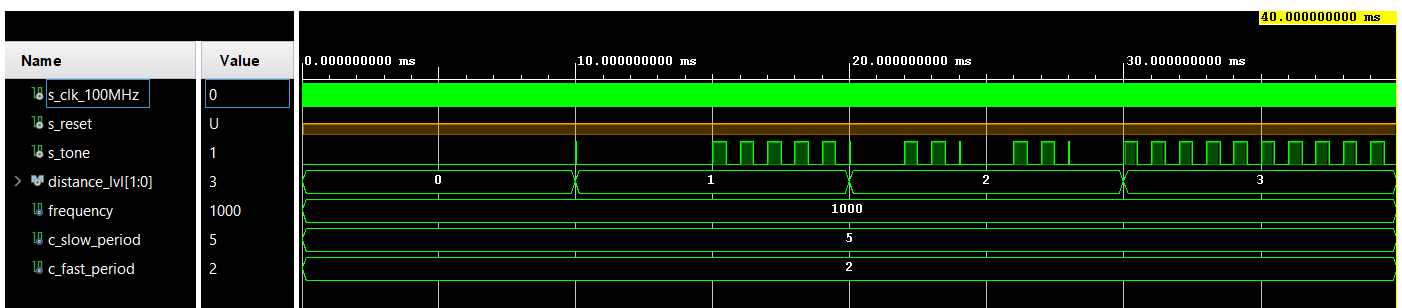 40.000000000 ms
Name Value
0.000000000 ms 10.000000000 ms 20.000000000 ms 30.000000000 ms
s_clk_100MHz 0
s_reset U
s_tone 1
distance_lvl[1:0] 3 0 1 2 3
frequency 1000 1000
c_slow_period 5 5
c_fast_period 2 2